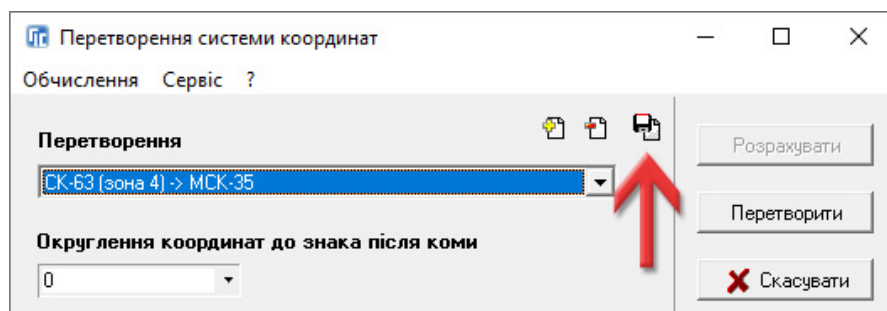 Перетворення системи координат
Обчислення Сервіс ?
Перетворення
СК-63 (зона 4) -> МСК-35
Округлення координат до знака після коми
0
Розрахувати
Перетворити
Скасувати